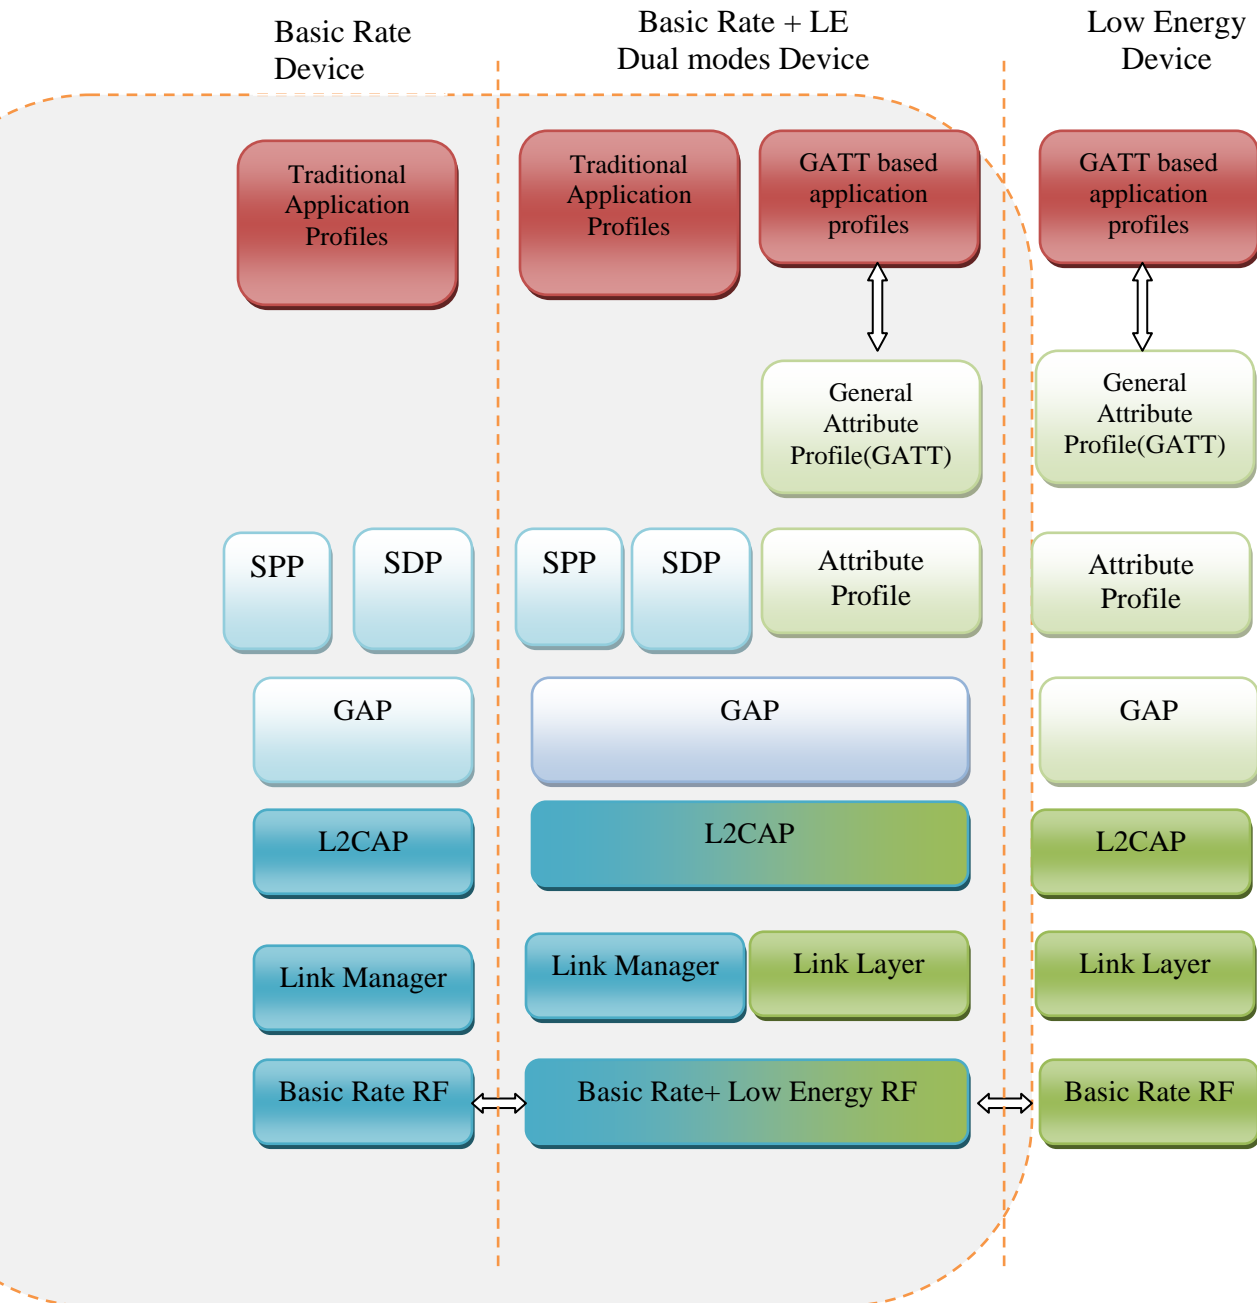 Basic Rate
Device
Basic Rate + LE
Dual modes Device
Low Energy
Device
Traditional
Application
Profiles
Traditional
Application
Profiles
GATT based
application
profiles
GATT based
application
profiles
General
Attribute
Profile(GATT)
General
Attribute
Profile(GATT)
SPP
SDP
SPP
SDP
Attribute
Profile
Attribute
Profile
GAP
GAP
GAP
L2CAP
L2CAP
L2CAP
Link Manager
Link Manager
Link Layer
Link Layer
Basic Rate RF
Basic Rate+ Low Energy RF
Basic Rate RF